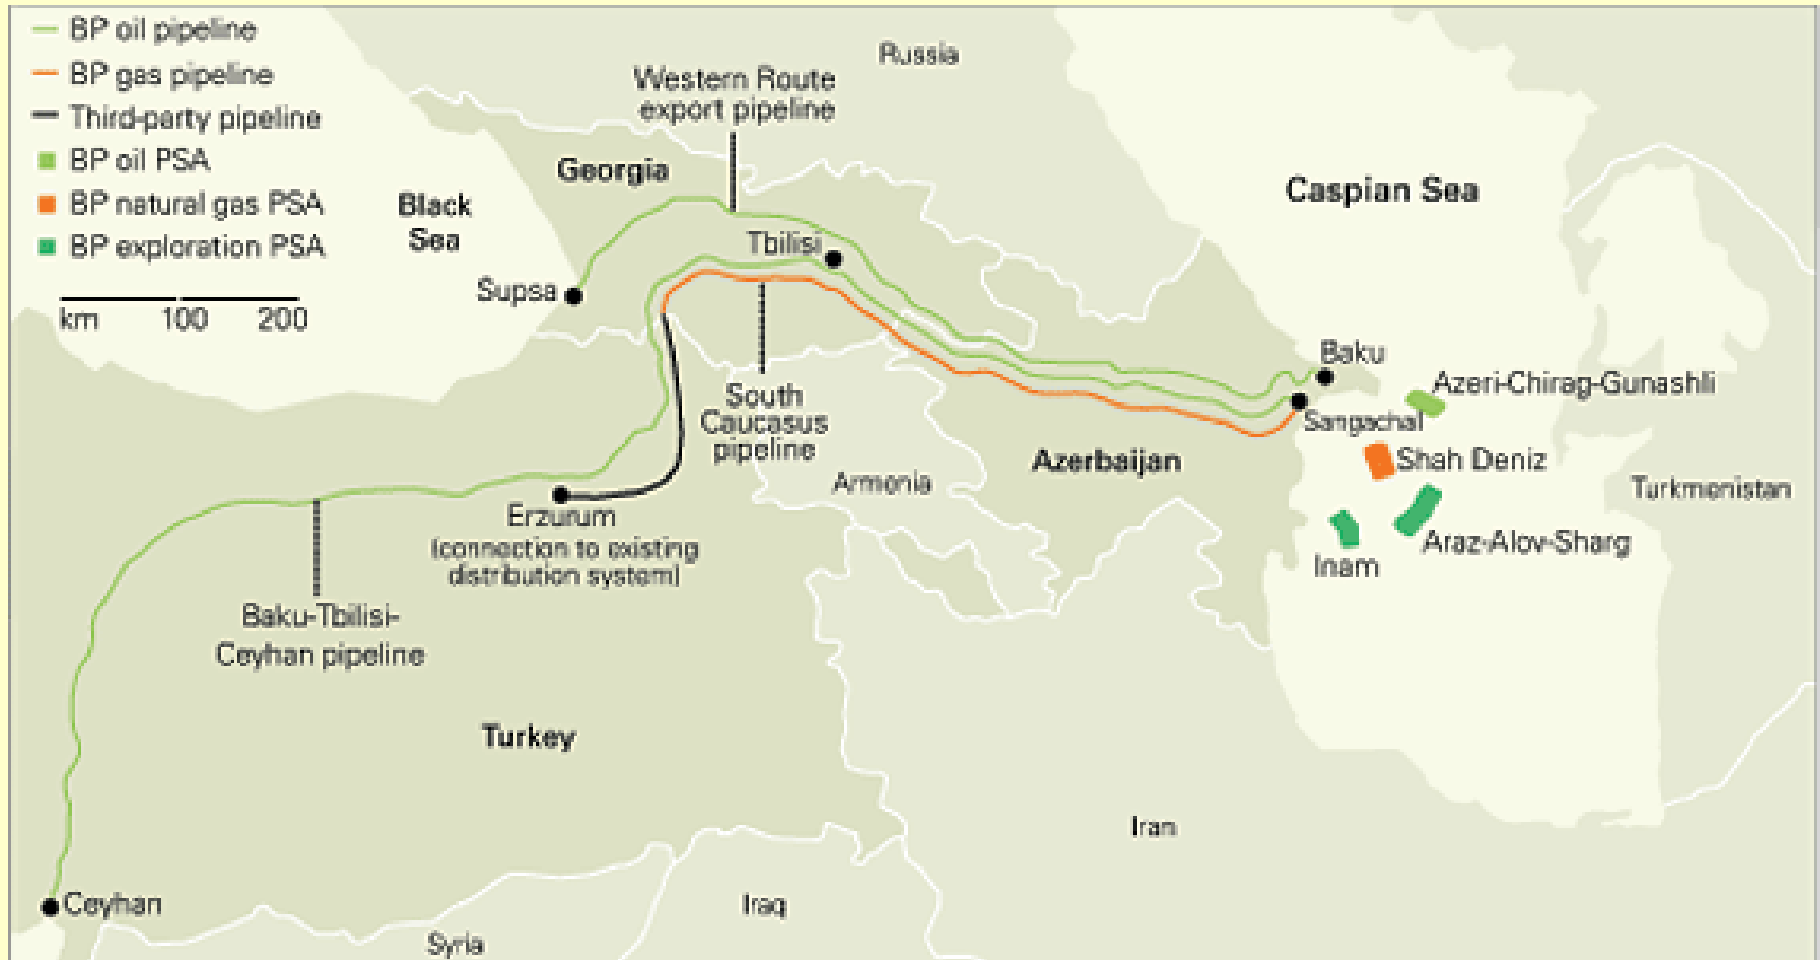 BP oil pipeline
BP gas pipeline
Third-party pipeline
BP oil PSA
BP natural gas PSA
BP exploration PSA
km 100 200
Russia
Western Route
export pipeline
Georgia
Black
Sea
Caspian Sea
Tbilisi
Supsa
Baku
Azeri-Chirag-Gunashli
Sangachal
South
Caucasus
pipeline
Azerbaijan
Shah Deniz
Armenia
Turkmenistan
Erzurum
(connection to existing
distribution system)
Araz-Alov-Sharg
Inam
Baku-Tbilisi-
Ceyhan pipeline
Turkey
Iran
Ceyhan
Iraq
Syria